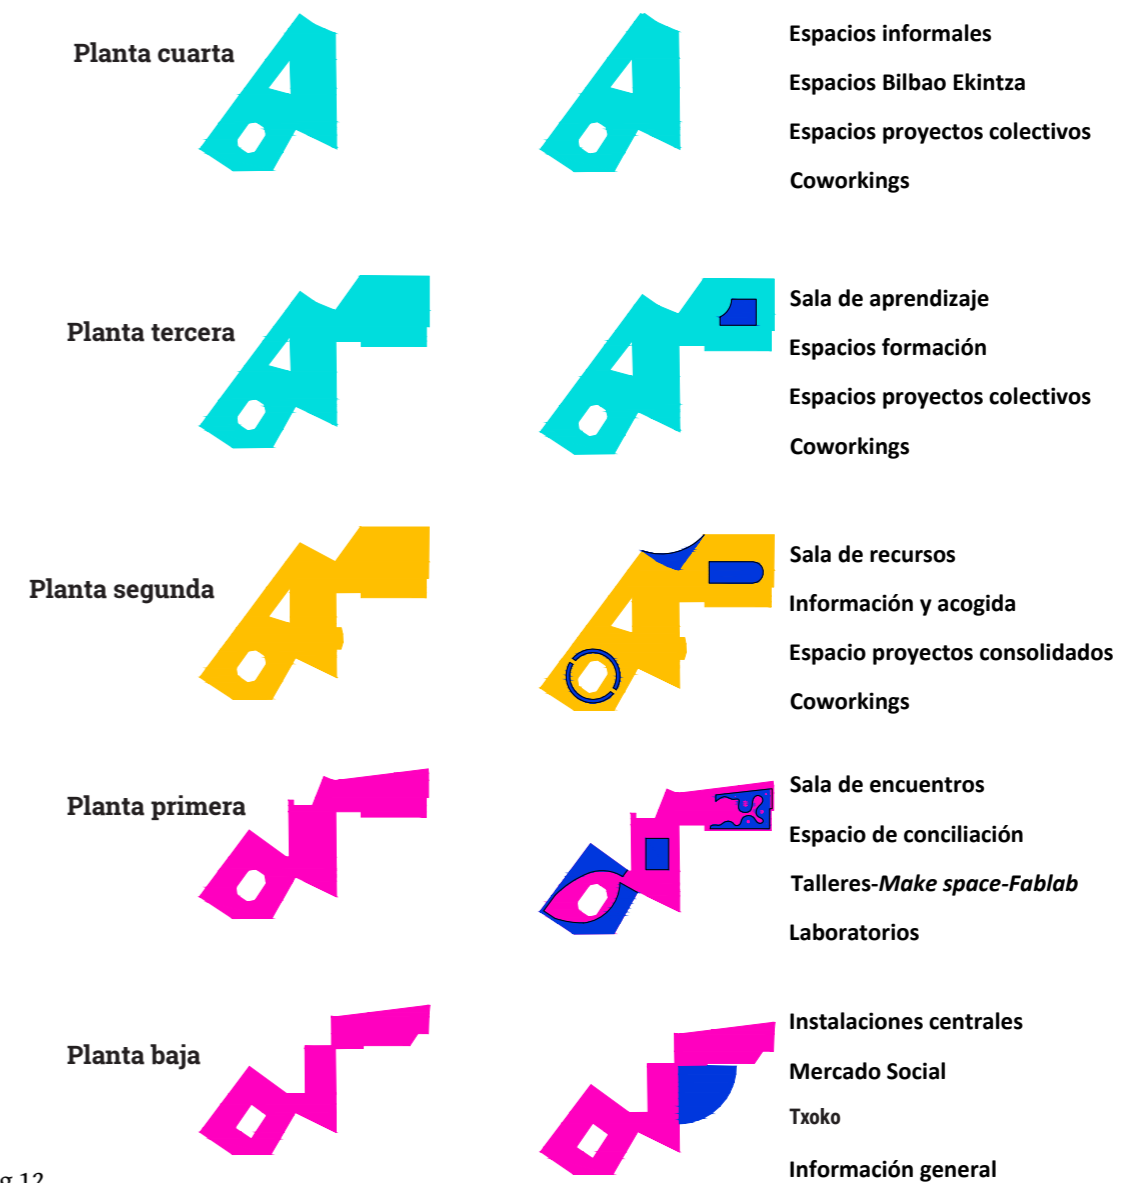 Planta cuarta
Espacios informales
Espacios Bilbao Ekintza
Espacios proyectos colectivos
Coworkings
Planta tercera
Sala de aprendizaje
Espacios formación
Espacios proyectos colectivos
Coworkings
Planta segunda
Sala de recursos
Información y acogida
Espacio proyectos consolidados
Coworkings
Planta primera
Sala de encuentros
Espacio de conciliación
Talleres-Make space-Fablab
Laboratorios
Planta baja
Instalaciones centrales
Mercado Social
Txoko
Información general
g 12